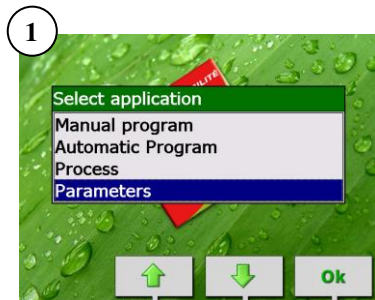 1
Select application
Manual program
Automatic Program
Process
Parameters
Ok